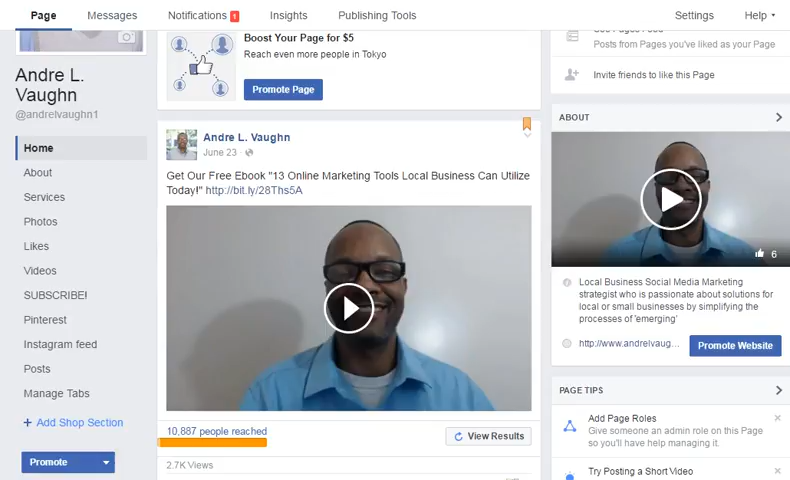 Page Messages Notifications 1 Insights Publishing Tools Settings Help
Andre L.
Vaughn
@andrelvaughn1
Home
About
Services
Photos
Likes
Videos
SUBSCRIBE!
Pinterest
Instagram feed
Posts
Manage Tabs
+ Add Shop Section
Promote
Boost Your Page for $5
Reach even more people in Tokyo
Promote Page
Andre L. Vaughn
June 23 ·
Get Our Free Ebook "13 Online Marketing Tools Local Business Can Utilize
Today!" http://bit.ly/28Ths5A
10,887 people reached
View Results
2.7K Views
Posts from Pages you've liked as your Page
Invite friends to like this Page
ABOUT
6
Local Business Social Media Marketing
strategist who is passionate about solutions for
local or small businesses by simplifying the
processes of 'emerging'
http://www.andrelvaug...
Promote Website
PAGE TIPS
Add Page Roles
Give someone an admin role on this Page
so you'll have help managing it.
Try Posting a Short Video